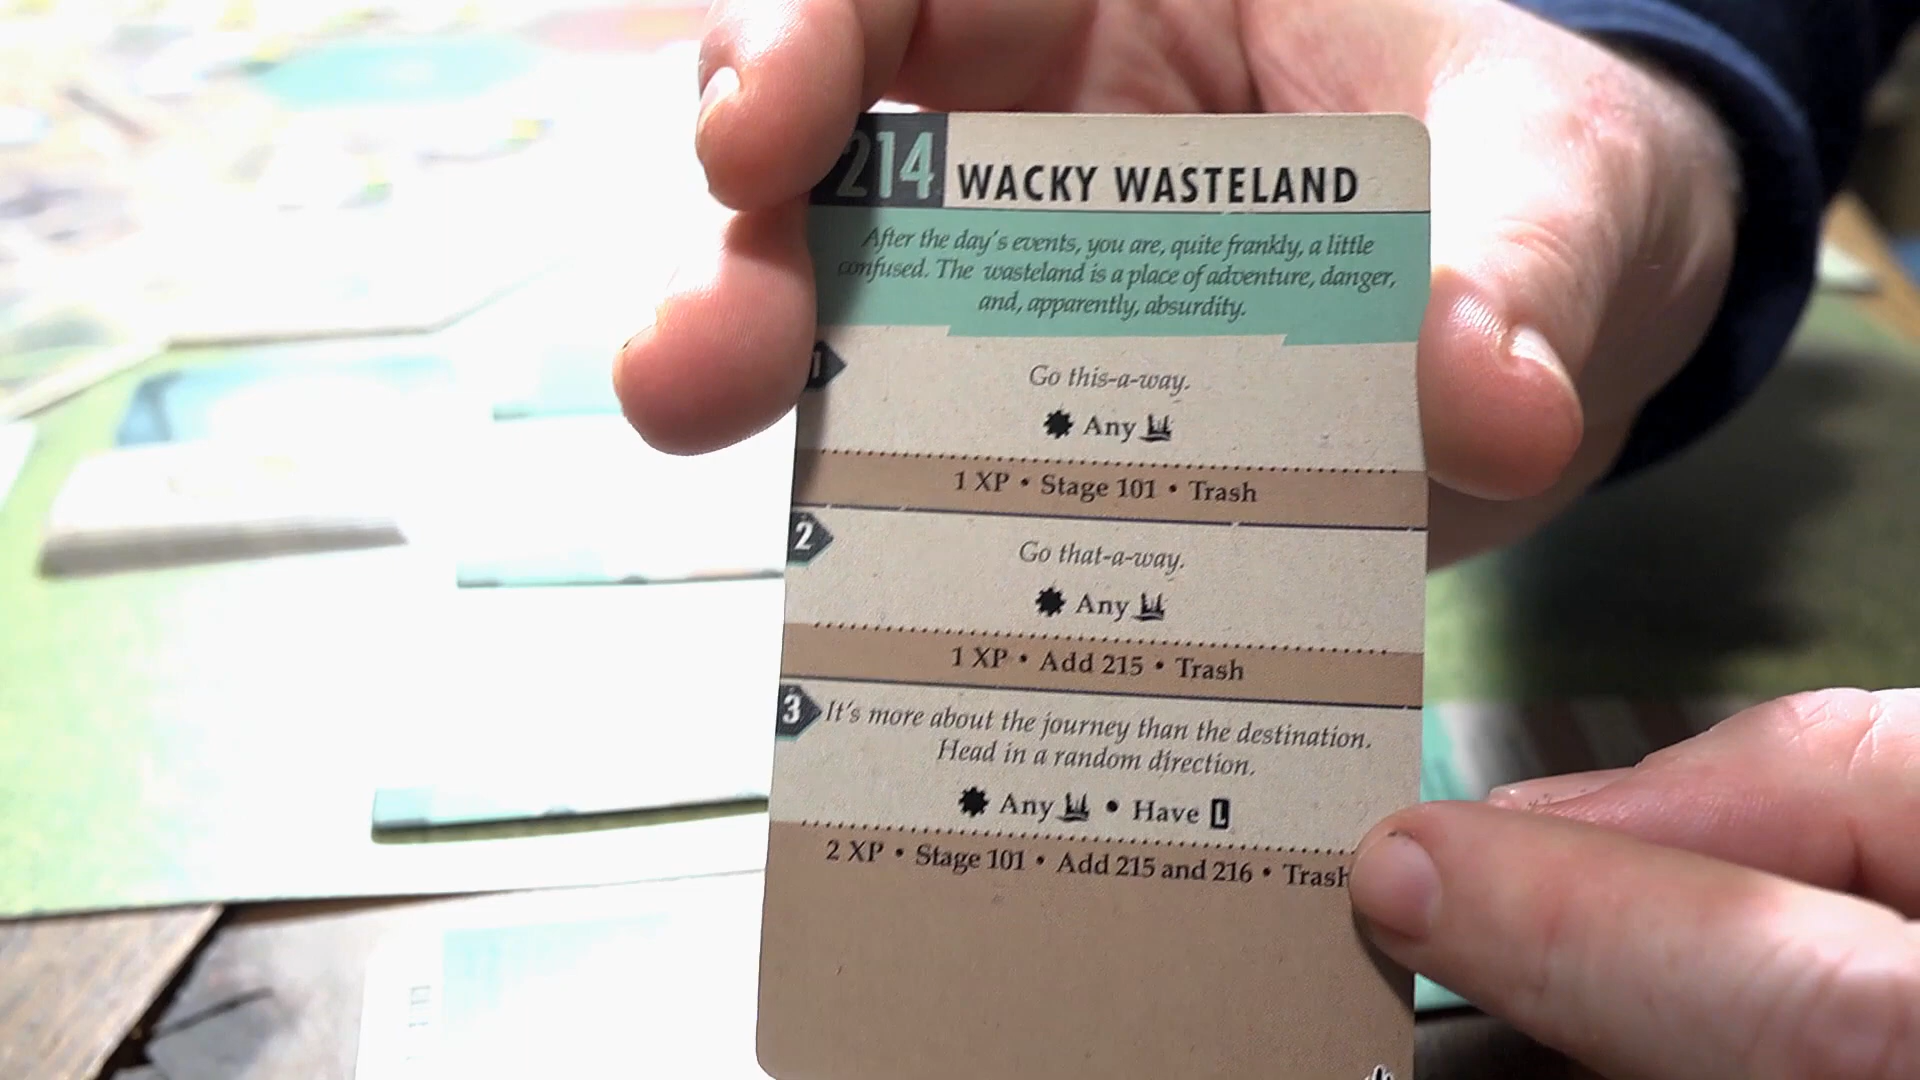 214 WACKY WASTELAND
After the day's events, you are, quite frankly, a little
confused. The wasteland is a place of adventure, danger,
and, apparently, absurdity.
1
Go this-a-way.
Any
1 XP • Stage 101 • Trash
2
Go that-a-way.
Any
1 XP • Add 215 • Trash
3 It's more about the journey than the destination.
Head in a random direction.
Any • Have L
2 XP • Stage 101 • Add 215 and 216 • Trash